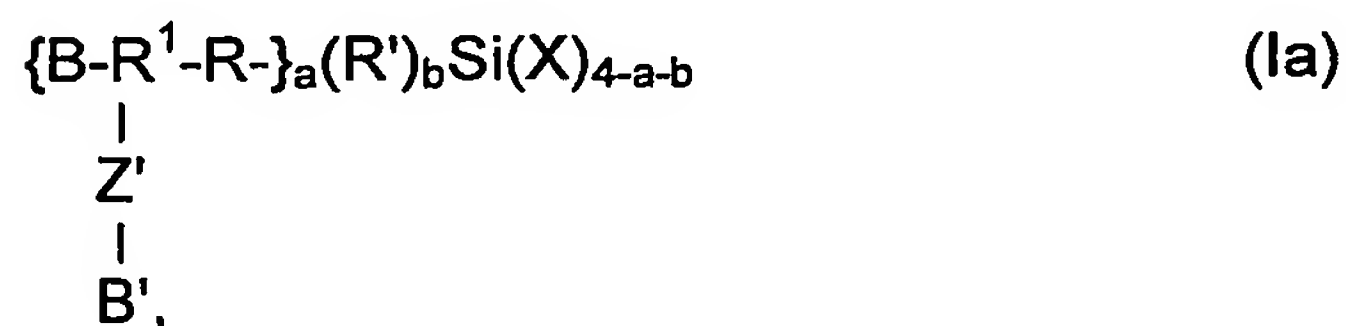 {B-R¹-R-}ₐ(R')bSi(X)4-a-b (Ia)
|
Z'
|
B',